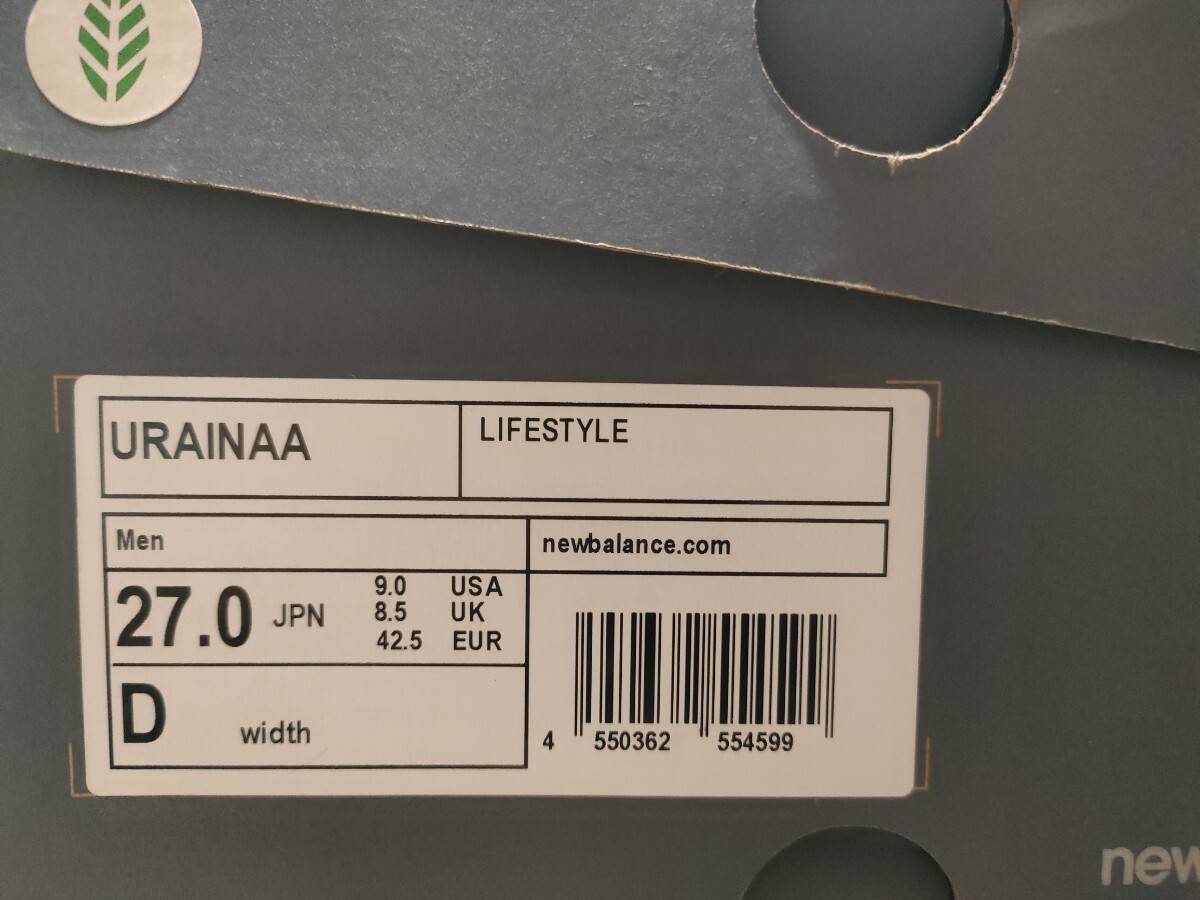 URAINAA
LIFESTYLE
Men
newbalance.com
27.0 JPN
9.0 USA
8.5 UK
42.5 EUR
D width
4 550362 554599
new